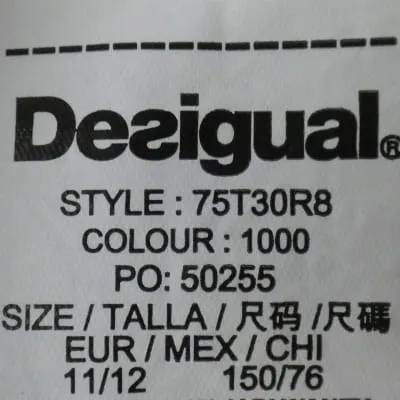 Desigual®
STYLE : 75T30R8
COLOUR : 1000
PO: 50255
SIZE / TALLA / 尺码 /尺碼
EUR / MEX / CHI
11/12 150/76